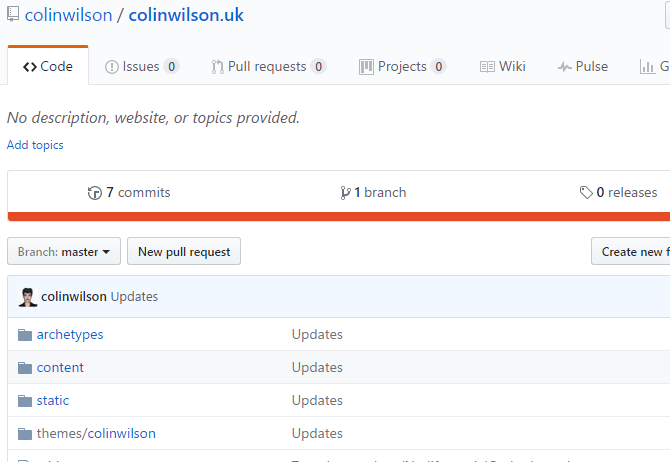 colinwilson / colinwilson.uk
Code Issues 0 Pull requests 0 Projects 0 Wiki Pulse G
No description, website, or topics provided.
Add topics
7 commits 1 branch 0 releases
Branch: master New pull request Create new f
colinwilson Updates
archetypes Updates
content Updates
static Updates
themes/colinwilson Updates